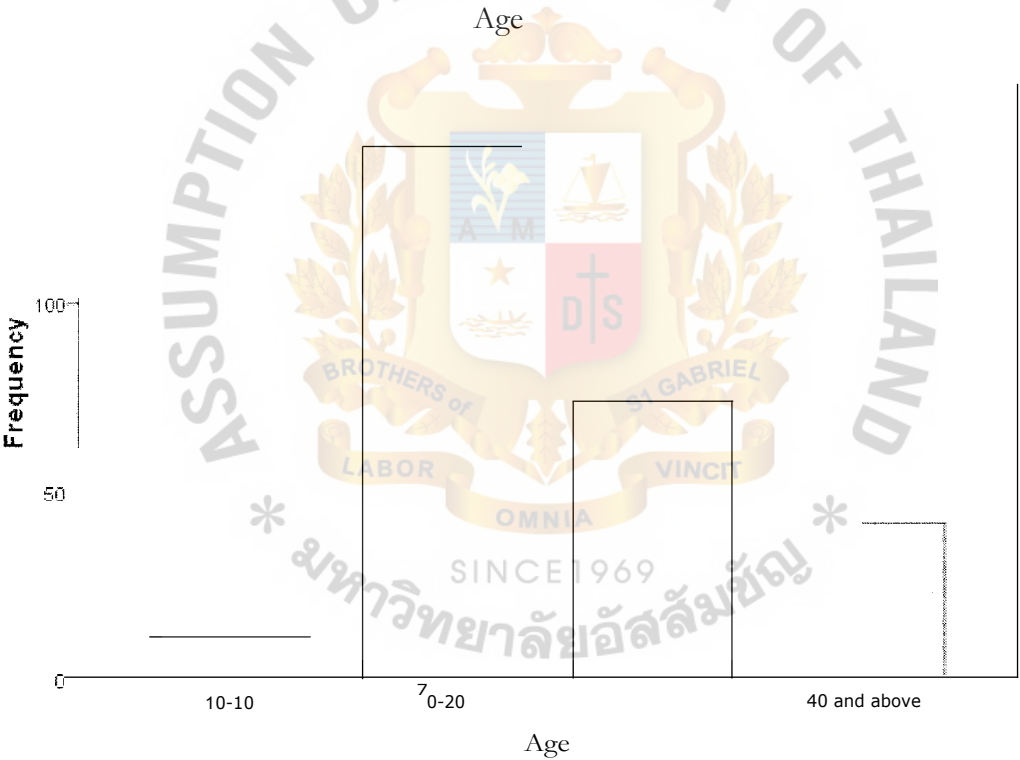 Age
ASSUMPTION UNIVERSITY OF THAILAND
A M
D S
BROTHERS of
St GABRIEL
LABOR
VINCIT
OMNIA
SINCE 1969
มหาวิทยาลัยอัสสัมชัญ
Frequency
100
50
0
10-10
70-20
40 and above
Age